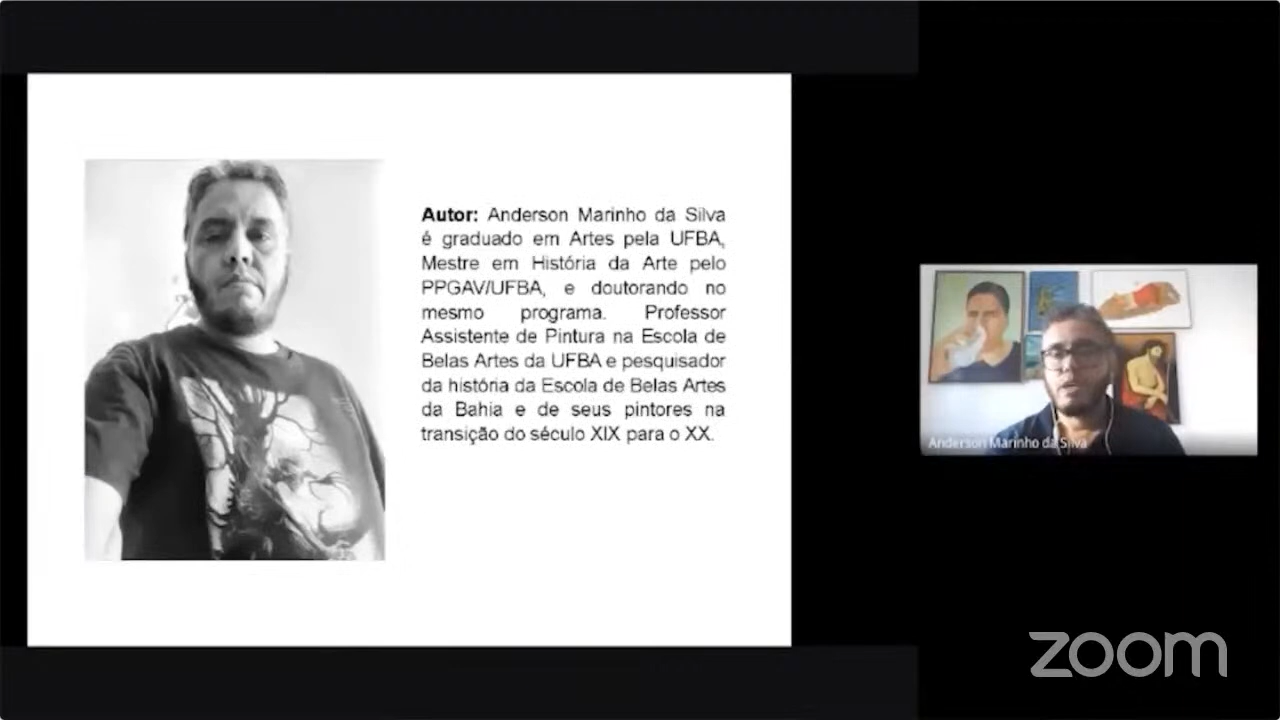 Autor: Anderson Marinho da Silva
é graduado em Artes pela UFBA,
Mestre em História da Arte pelo
PPGAV/UFBA, e doutorando no
mesmo programa. Professor
Assistente de Pintura na Escola de
Belas Artes da UFBA e pesquisador
da história da Escola de Belas Artes
da Bahia e de seus pintores na
transição do século XIX para o XX.
Anderson Marinho da Silva
zoom